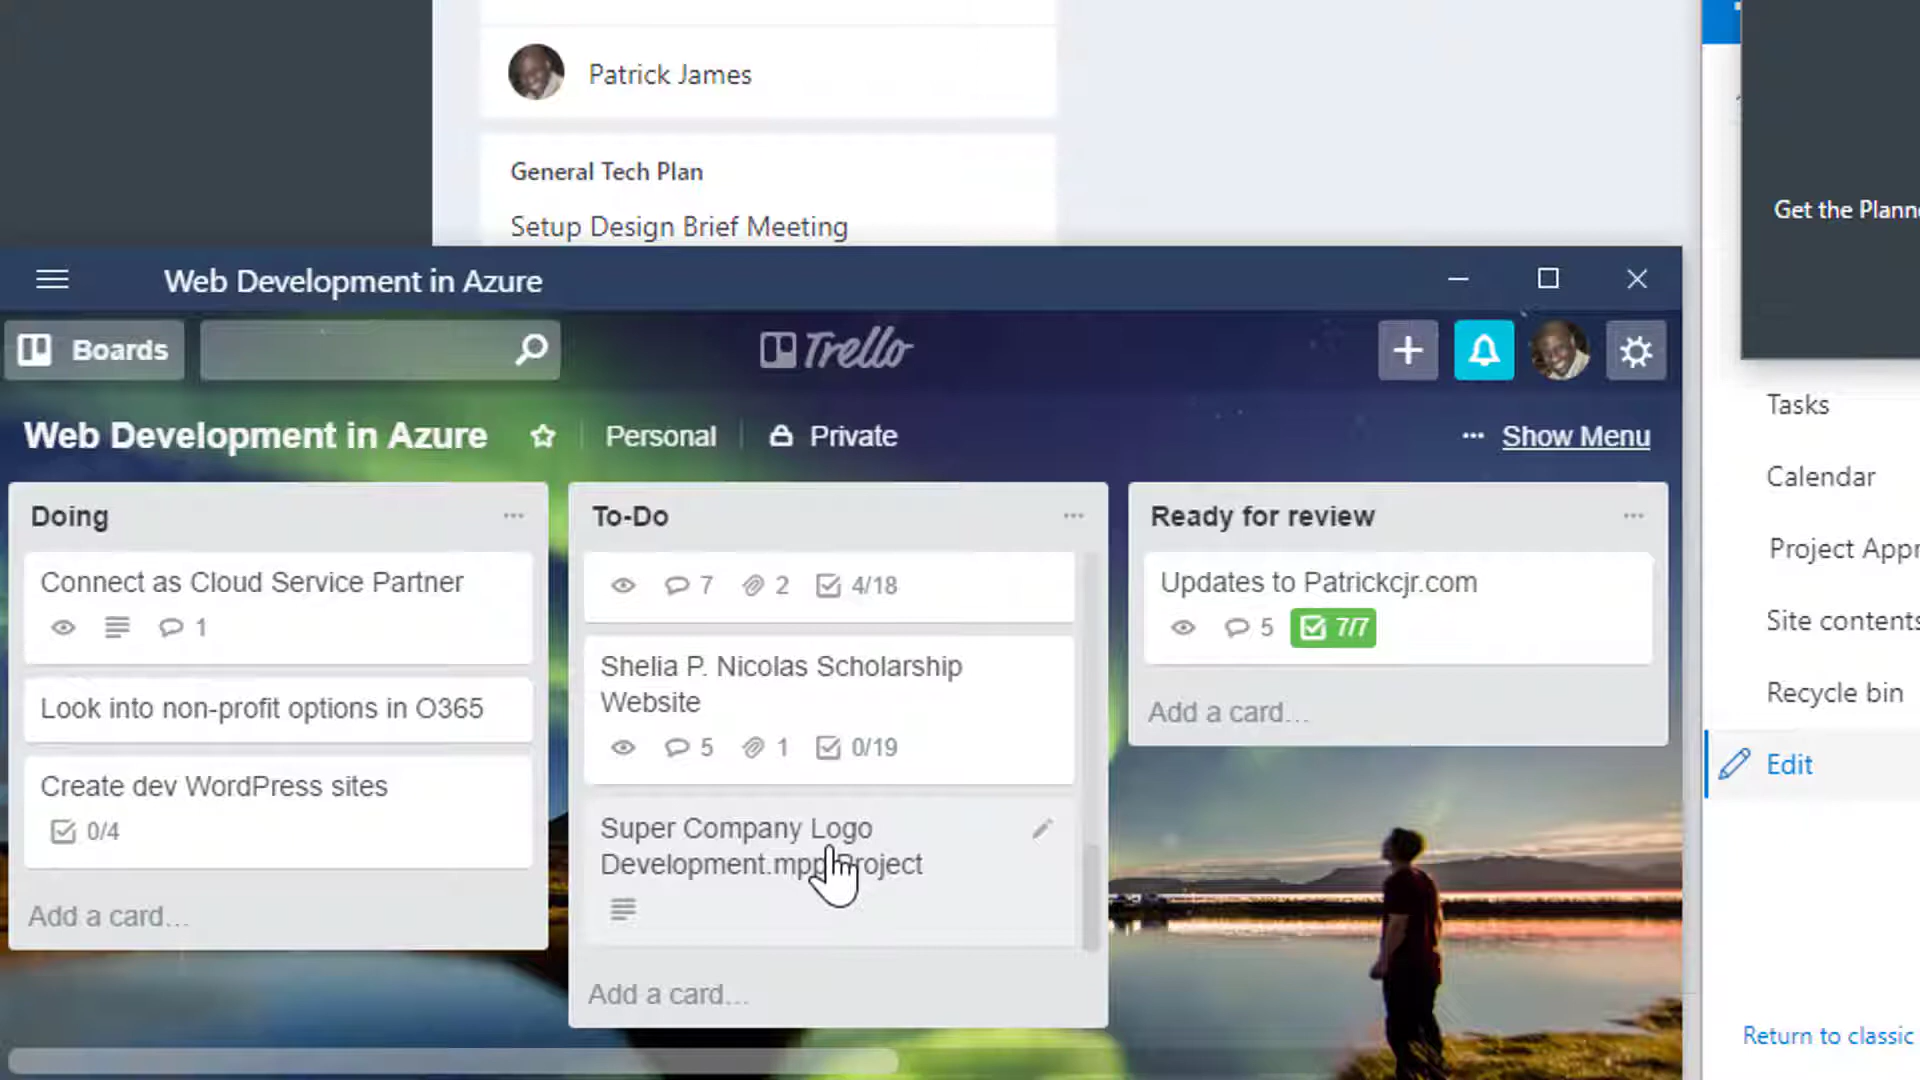 Patrick James
General Tech Plan
Setup Design Brief Meeting
Get the Plann
Web Development in Azure
Boards
Trello
Web Development in Azure
Personal
Private
... Show Menu
Doing
Connect as Cloud Service Partner
1
Look into non-profit options in O365
Create dev WordPress sites
0/4
Add a card...
To-Do
7 2 4/18
Shelia P. Nicolas Scholarship
Website
5 1 0/19
Super Company Logo
Development.mpp Project
Add a card...
Ready for review
Updates to Patrickcjr.com
5 7/7
Add a card...
Tasks
Calendar
Project Appr
Site contents
Recycle bin
Edit
Return to classic